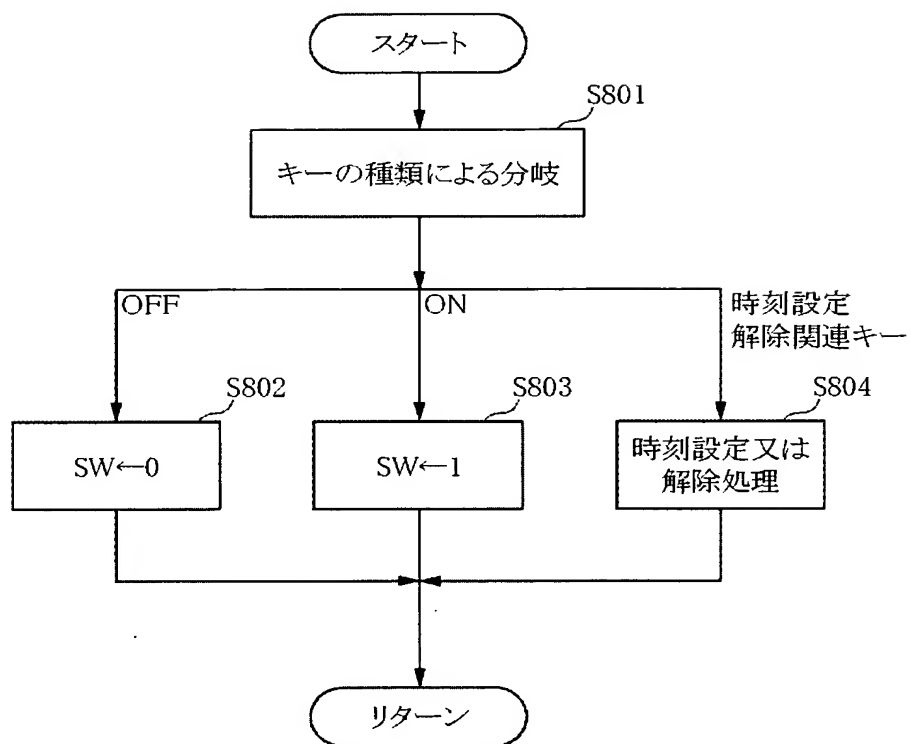 スタート
S801
キーの種類による分岐
OFF
ON
時刻設定
解除関連キー
S802
S803
S804
SW←0
SW←1
時刻設定又は
解除処理
リターン